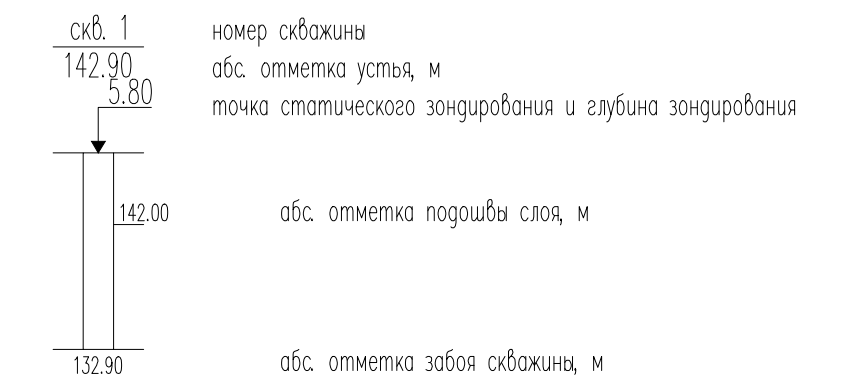 скв. 1 номер скважины
142.90 абс. отметка устья, м
5.80 точка статического зондирования и глубина зондирования
142.00 абс. отметка подошвы слоя, м
132.90 абс. отметка забоя скважины, м